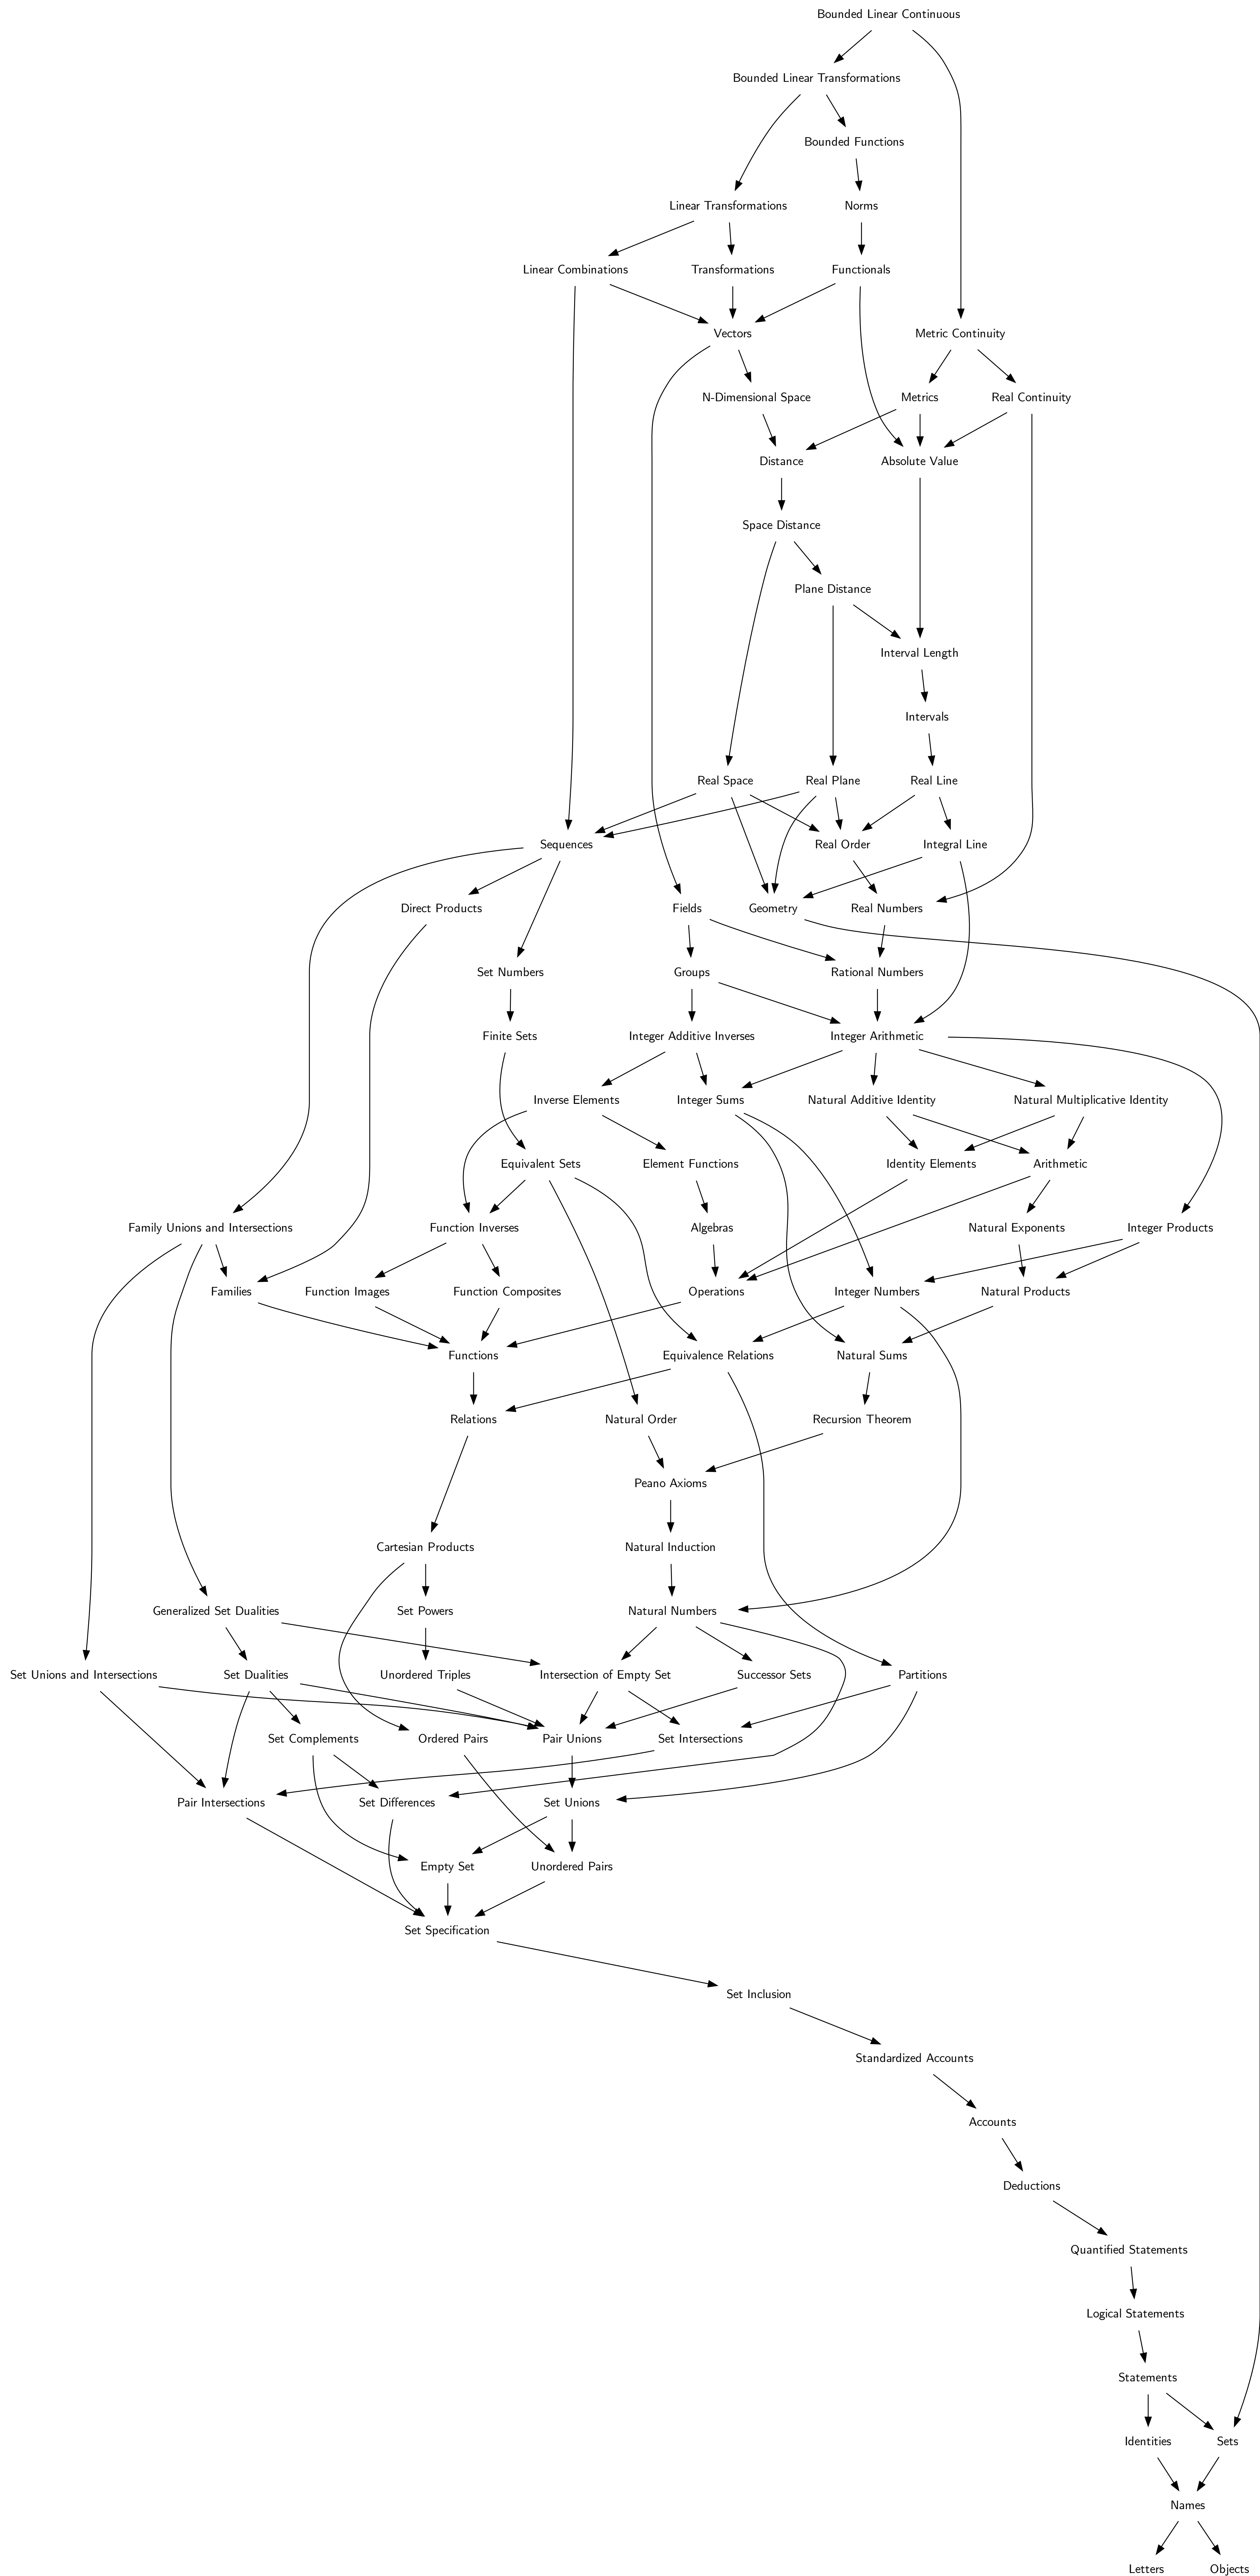 Bounded Linear Continuous
Bounded Linear Transformations
Bounded Functions
Linear Transformations
Norms
Linear Combinations
Transformations
Functionals
Vectors
Metric Continuity
N-Dimensional Space
Metrics
Real Continuity
Distance
Absolute Value
Space Distance
Plane Distance
Interval Length
Intervals
Real Space
Real Plane
Real Line
Sequences
Real Order
Integral Line
Direct Products
Fields
Geometry
Real Numbers
Set Numbers
Groups
Rational Numbers
Finite Sets
Integer Additive Inverses
Integer Arithmetic
Inverse Elements
Integer Sums
Natural Additive Identity
Natural Multiplicative Identity
Equivalent Sets
Element Functions
Identity Elements
Arithmetic
Family Unions and Intersections
Function Inverses
Algebras
Natural Exponents
Integer Products
Families
Function Images
Function Composites
Operations
Integer Numbers
Natural Products
Functions
Equivalence Relations
Natural Sums
Relations
Natural Order
Recursion Theorem
Peano Axioms
Cartesian Products
Natural Induction
Generalized Set Dualities
Set Powers
Natural Numbers
Set Unions and Intersections
Set Dualities
Unordered Triples
Intersection of Empty Set
Successor Sets
Partitions
Set Complements
Ordered Pairs
Pair Unions
Set Intersections
Pair Intersections
Set Differences
Set Unions
Empty Set
Unordered Pairs
Set Specification
Set Inclusion
Standardized Accounts
Accounts
Deductions
Quantified Statements
Logical Statements
Statements
Identities
Sets
Names
Letters
Objects